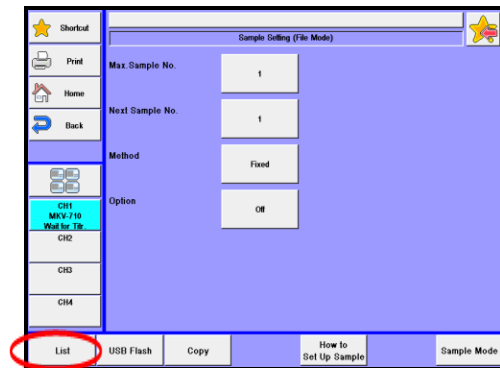 Shortcut
Sample Setting (File Mode)
Print
Max.Sample No.
1
Home
Next Sample No.
1
Back
Method
Fixed
Option
Off
CH1
MKV-710
Wait for Titr.
CH2
CH3
CH4
List
USB Flash
Copy
How to
Set Up Sample
Sample Mode